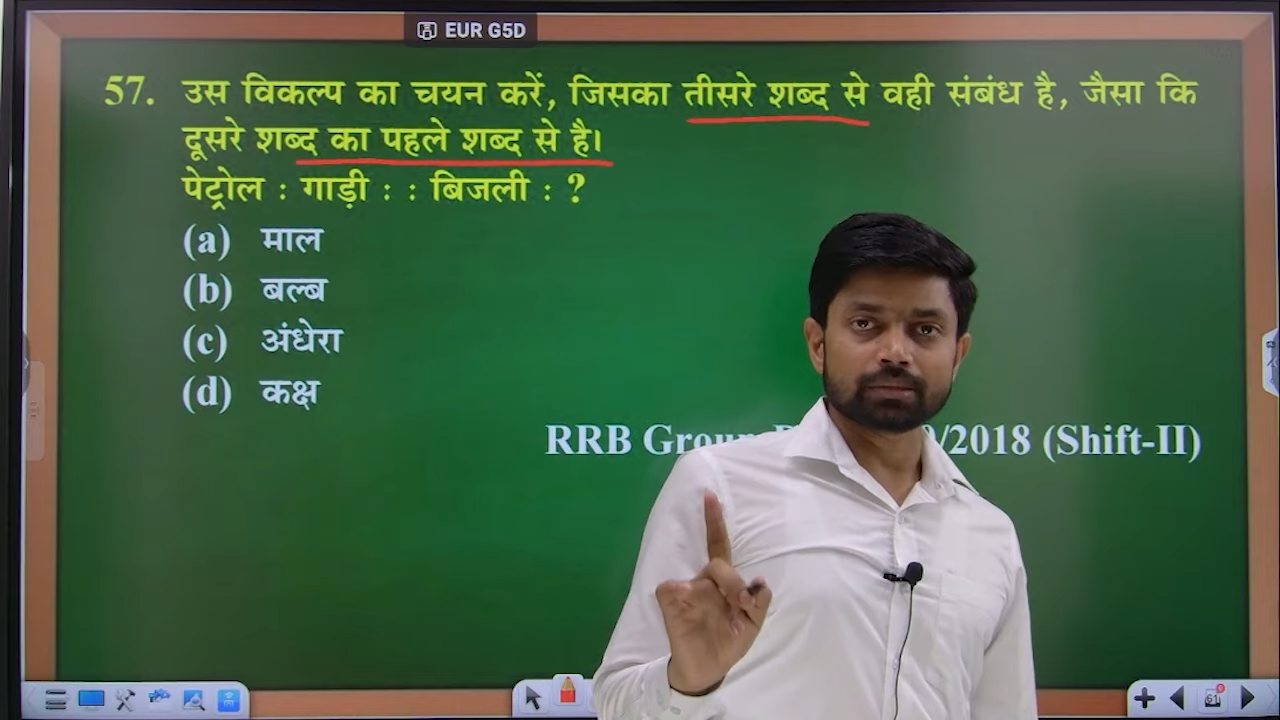 EUR G5D
57. उस विकल्प का चयन करें, जिसका तीसरे शब्द से वही संबंध है, जैसा कि
दूसरे शब्द का पहले शब्द से है।
पेट्रोल : गाड़ी : : बिजली : ?
(a) माल
(b) बल्ब
(c) अंधेरा
(d) कक्ष
RRB /2018 (Shift-II)
61